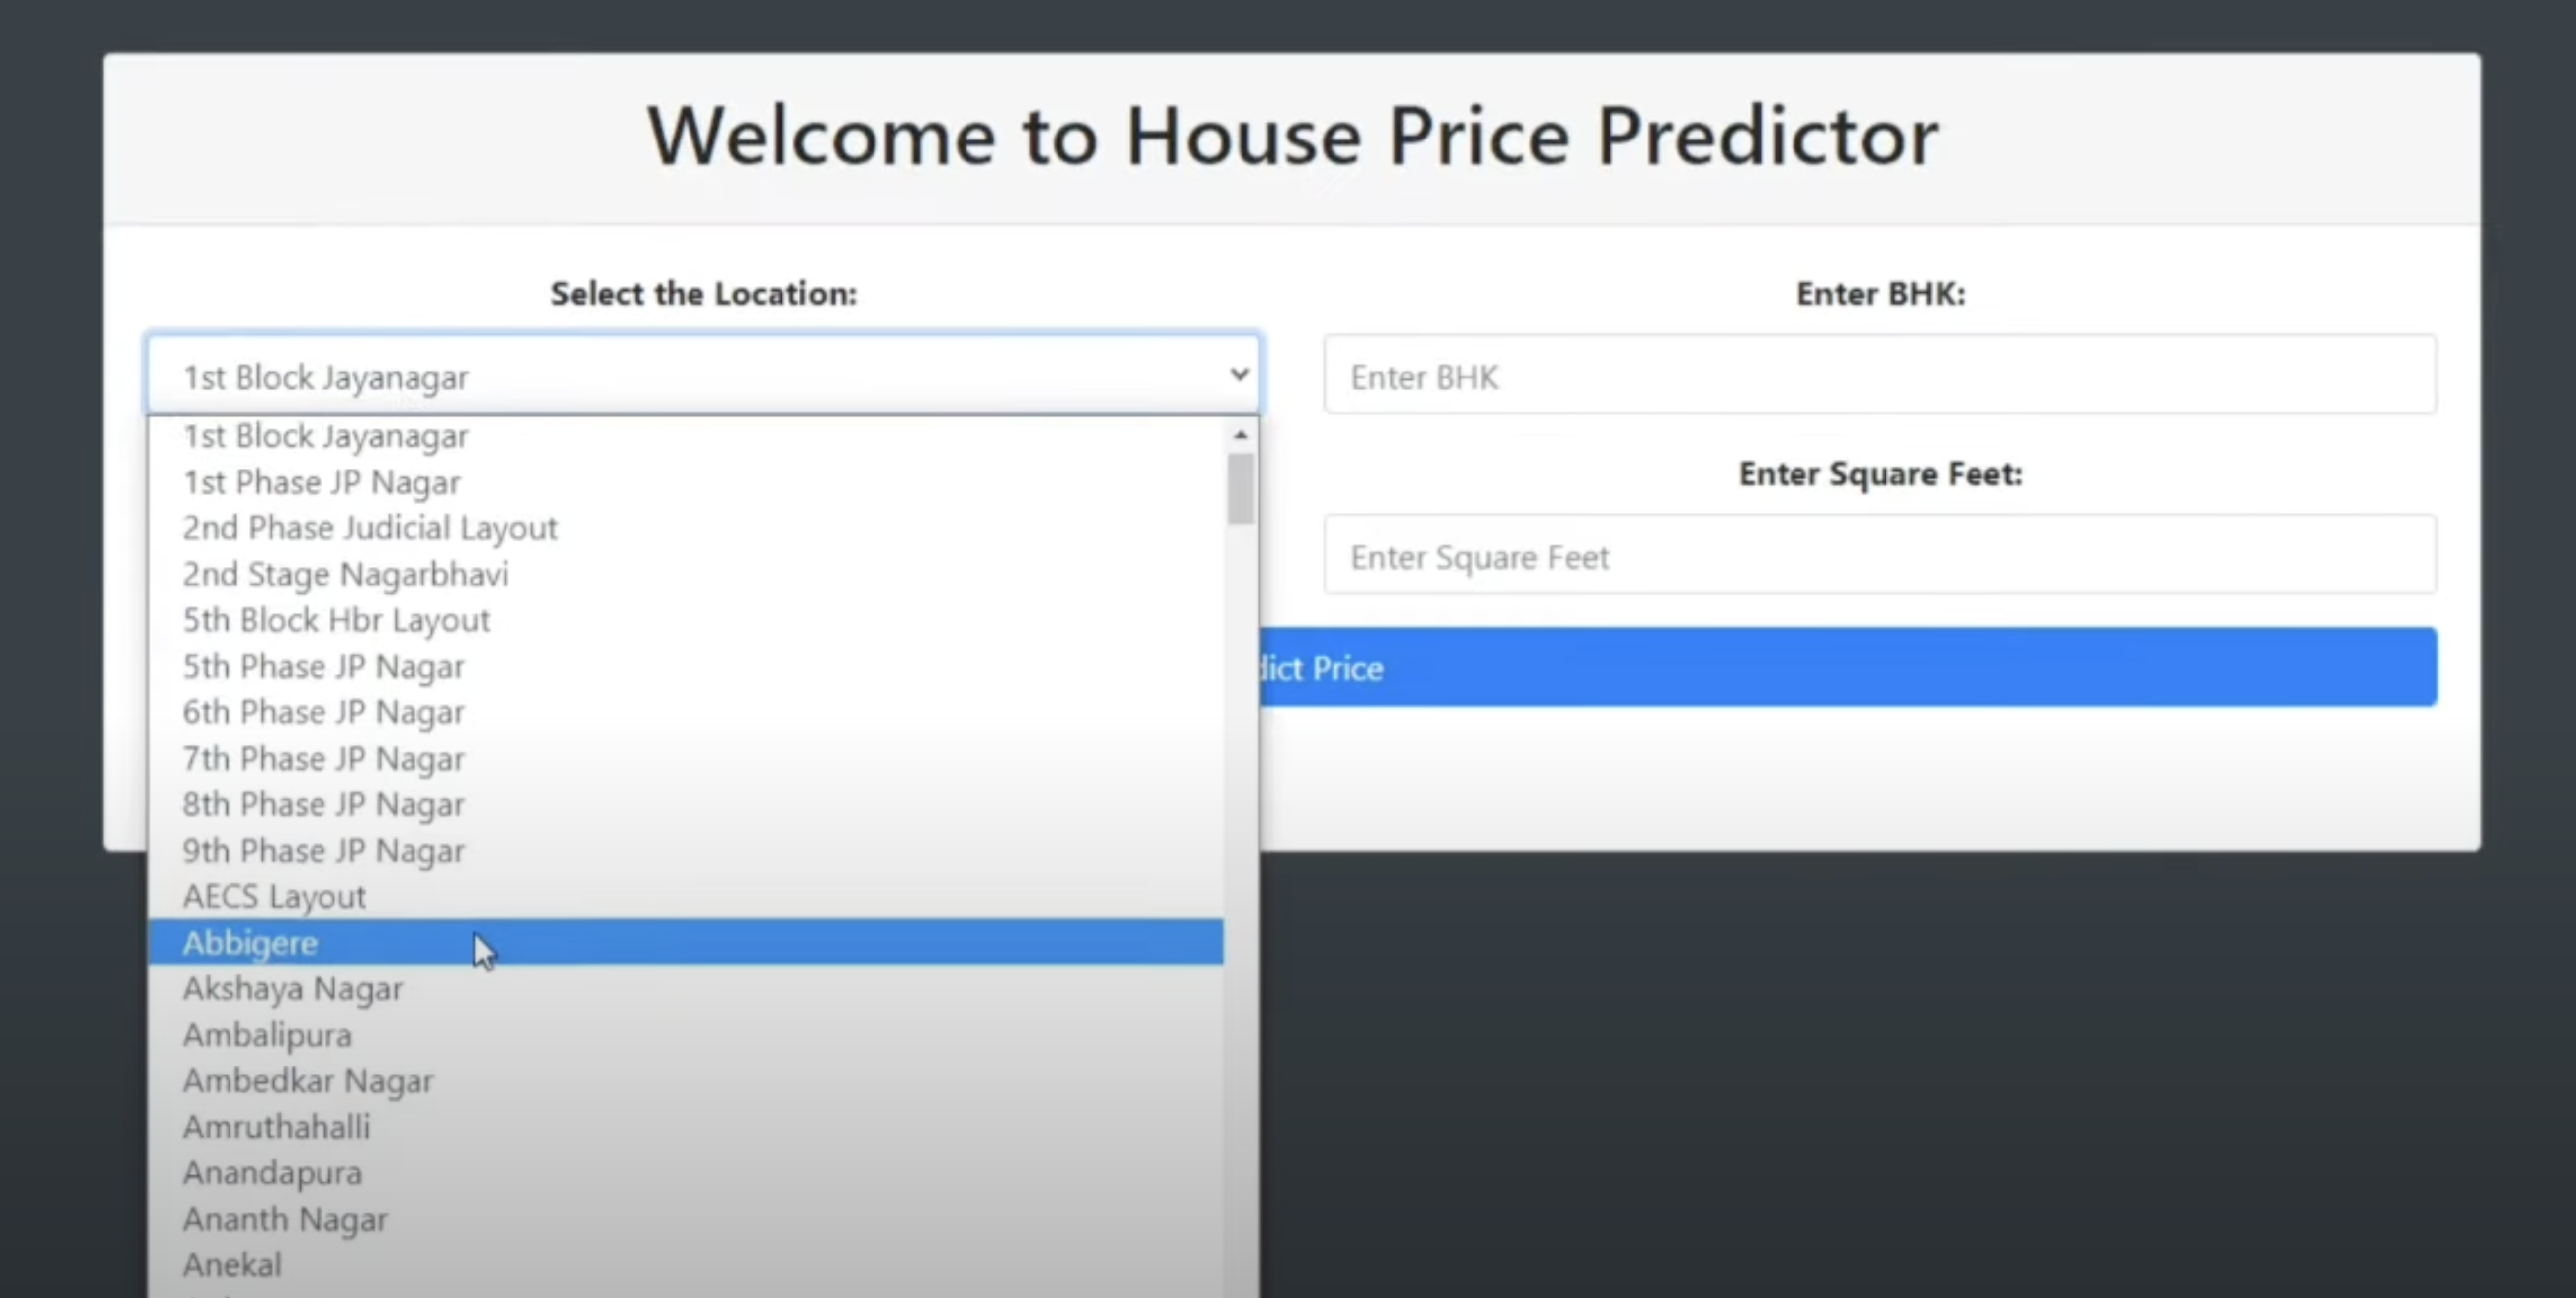 Welcome to House Price Predictor
Select the Location:
1st Block Jayanagar
1st Block Jayanagar
1st Phase JP Nagar
2nd Phase Judicial Layout
2nd Stage Nagarbhavi
5th Block Hbr Layout
5th Phase JP Nagar
6th Phase JP Nagar
7th Phase JP Nagar
8th Phase JP Nagar
9th Phase JP Nagar
AECS Layout
Abbigere
Akshaya Nagar
Ambalipura
Ambedkar Nagar
Amruthahalli
Anandapura
Ananth Nagar
Anekal
Enter BHK:
Enter BHK
Enter Square Feet:
Enter Square Feet
dict Price